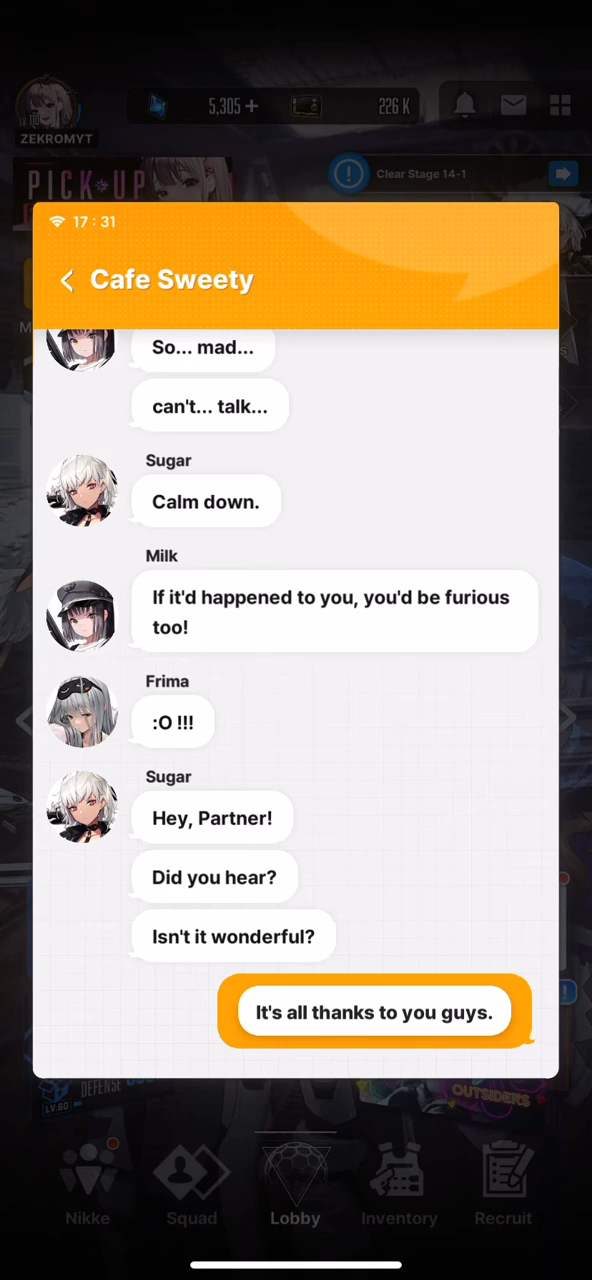 5,305 +
226 K
ZEKROMYT
PICK UP
Clear Stage 14-1
17 : 31
Cafe Sweety
So... mad...
can't... talk...
Sugar
Calm down.
Milk
If it'd happened to you, you'd be furious
too!
Frima
:O !!!
Sugar
Hey, Partner!
Did you hear?
Isn't it wonderful?
It's all thanks to you guys.
DEFENSE
LV.60
OUTSIDERS
Nikke
Squad
Lobby
Inventory
Recruit